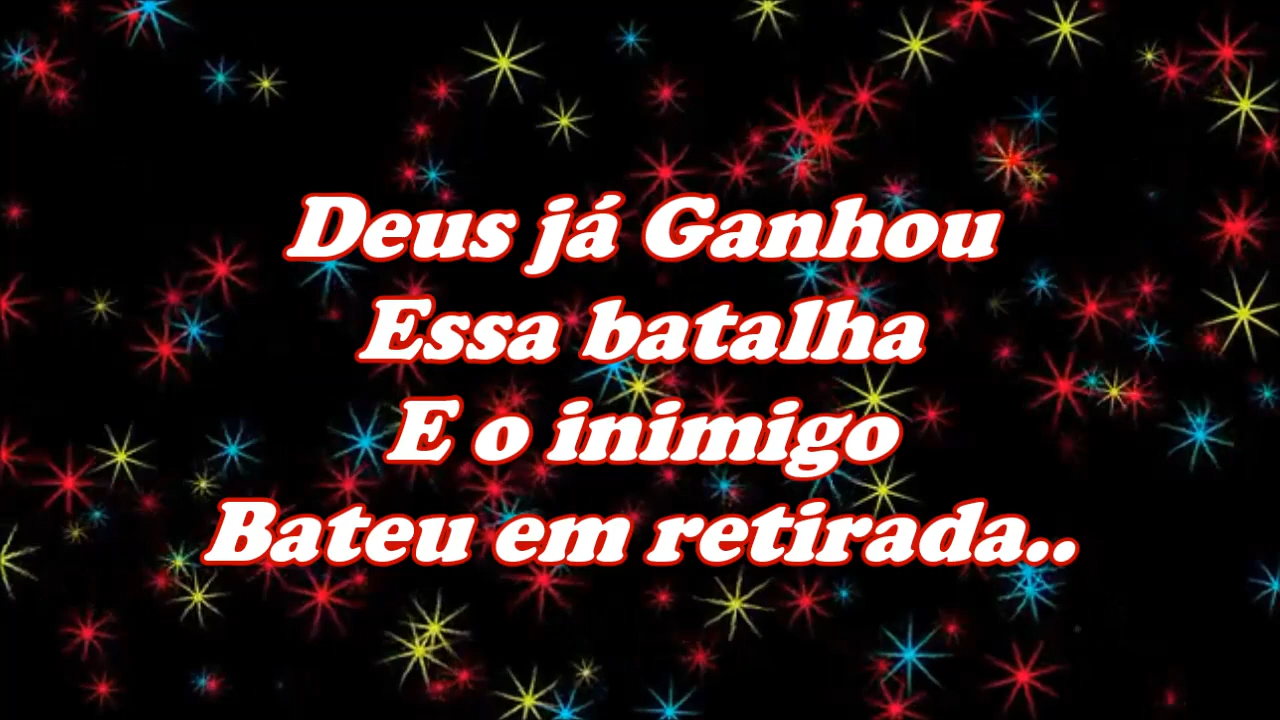 Deus já Ganhou
Essa batalha
E o inimigo
Bateu em retirada..